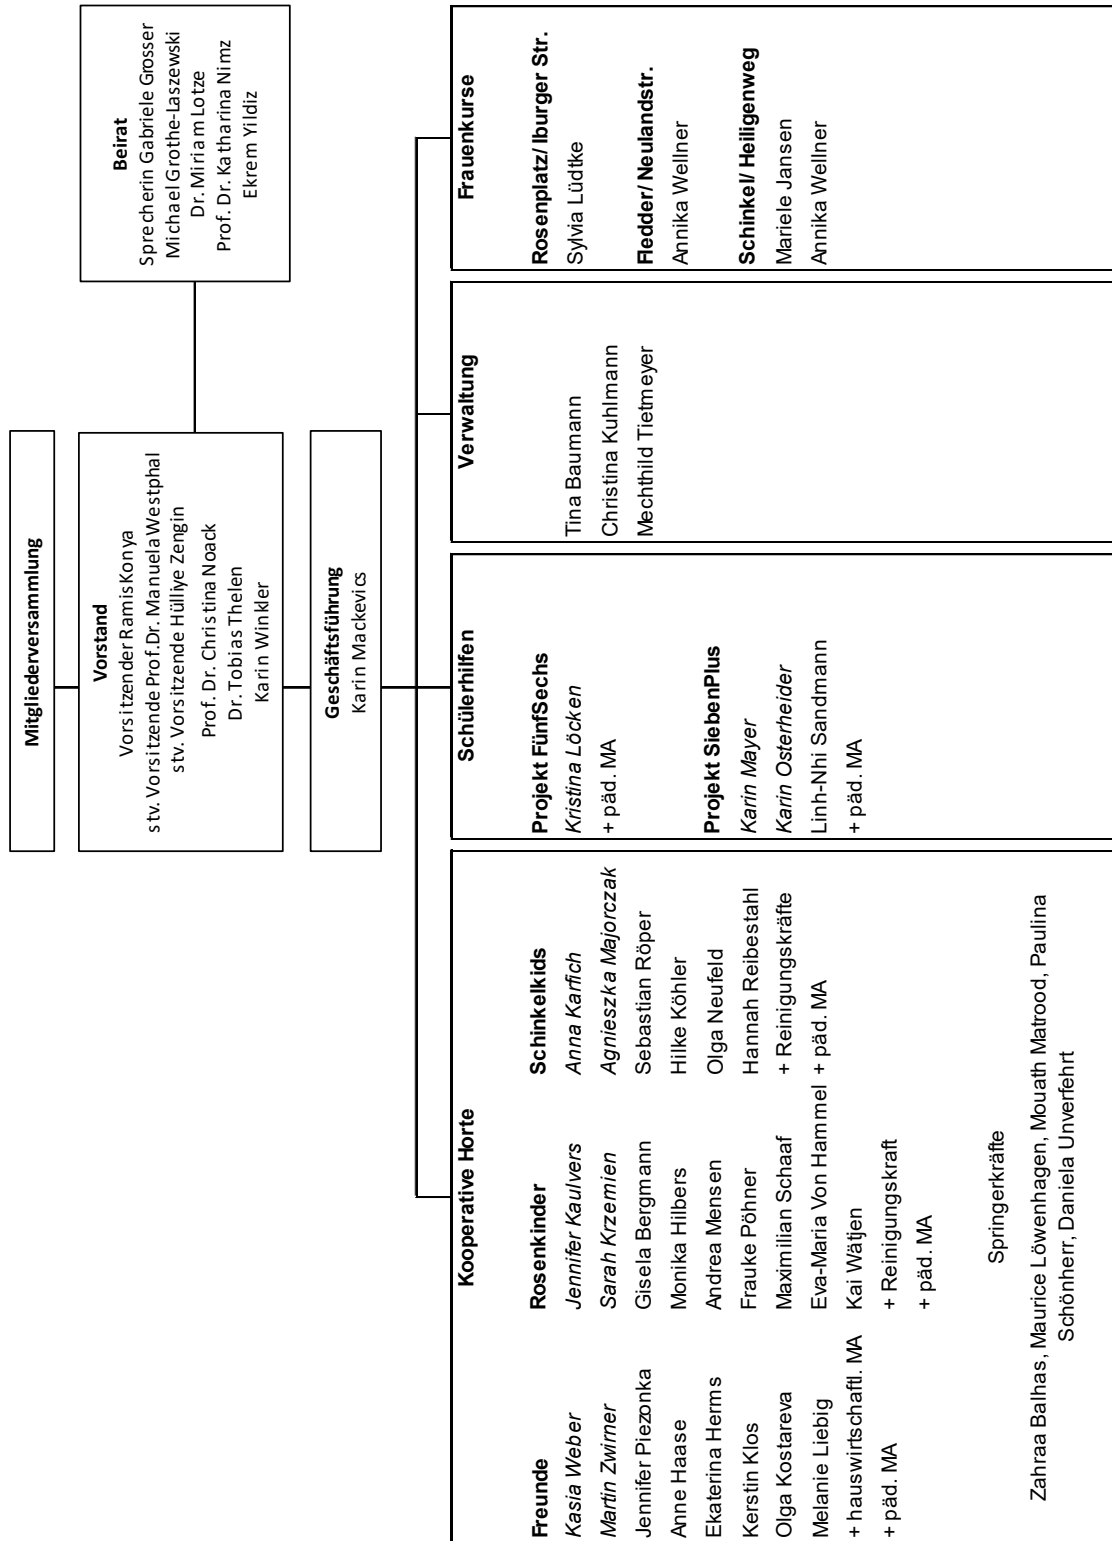 Mitgliederversammlung
Vorstand
Vorsitzender Ramis Konya
stv. Vorsitzende Prof.Dr. Manuela Westphal
stv. Vorsitzende Hülliye Zengin
Prof. Dr. Christina Noack
Dr. Tobias Thelen
Karin Winkler
Beirat
Sprecherin Gabriele Grosser
Michael Grothe-Laszewski
Dr. Miriam Lotze
Prof. Dr. Katharina Nimz
Ekrem Yildiz
Geschäftsführung
Karin Mackevics
Kooperative Horte
Freunde
Kasia Weber
Martin Zwirner
Jennifer Piezonka
Anne Haase
Ekaterina Herms
Kerstin Klos
Olga Kostareva
Melanie Liebig
+ hauswirtschaftl. MA
+ päd. MA
Rosenkinder
Jennifer Kaulvers
Sarah Krzemien
Gisela Bergmann
Monika Hilbers
Andrea Mensen
Frauke Pöhner
Maximilian Schaaf
Eva-Maria Von Hammel
Kai Wätjen
+ Reinigungskraft
+ päd. MA
Schinkelkids
Anna Karfich
Agnieszka Majorczak
Sebastian Röper
Hilke Köhler
Olga Neufeld
Hannah Reibestahl
+ Reinigungskräfte
+ päd. MA
Springerkräfte
Zahraa Balhas, Maurice Löwenhagen, Mouath Matrood, Paulina
Schönherr, Daniela Unverfehrt
Schülerhilfen
Projekt FünfSechs
Kristina Löcken
+ päd. MA
Projekt SiebenPlus
Karin Mayer
Karin Osterheider
Linh-Nhi Sandmann
+ päd. MA
Verwaltung
Tina Baumann
Christina Kuhlmann
Mechthild Tietmeyer
Frauenkurse
Rosenplatz/ Iburger Str.
Sylvia Lüdtke
Fledder/ Neulandstr.
Annika Wellner
Schinkel/ Heiligenweg
Mariele Jansen
Annika Wellner